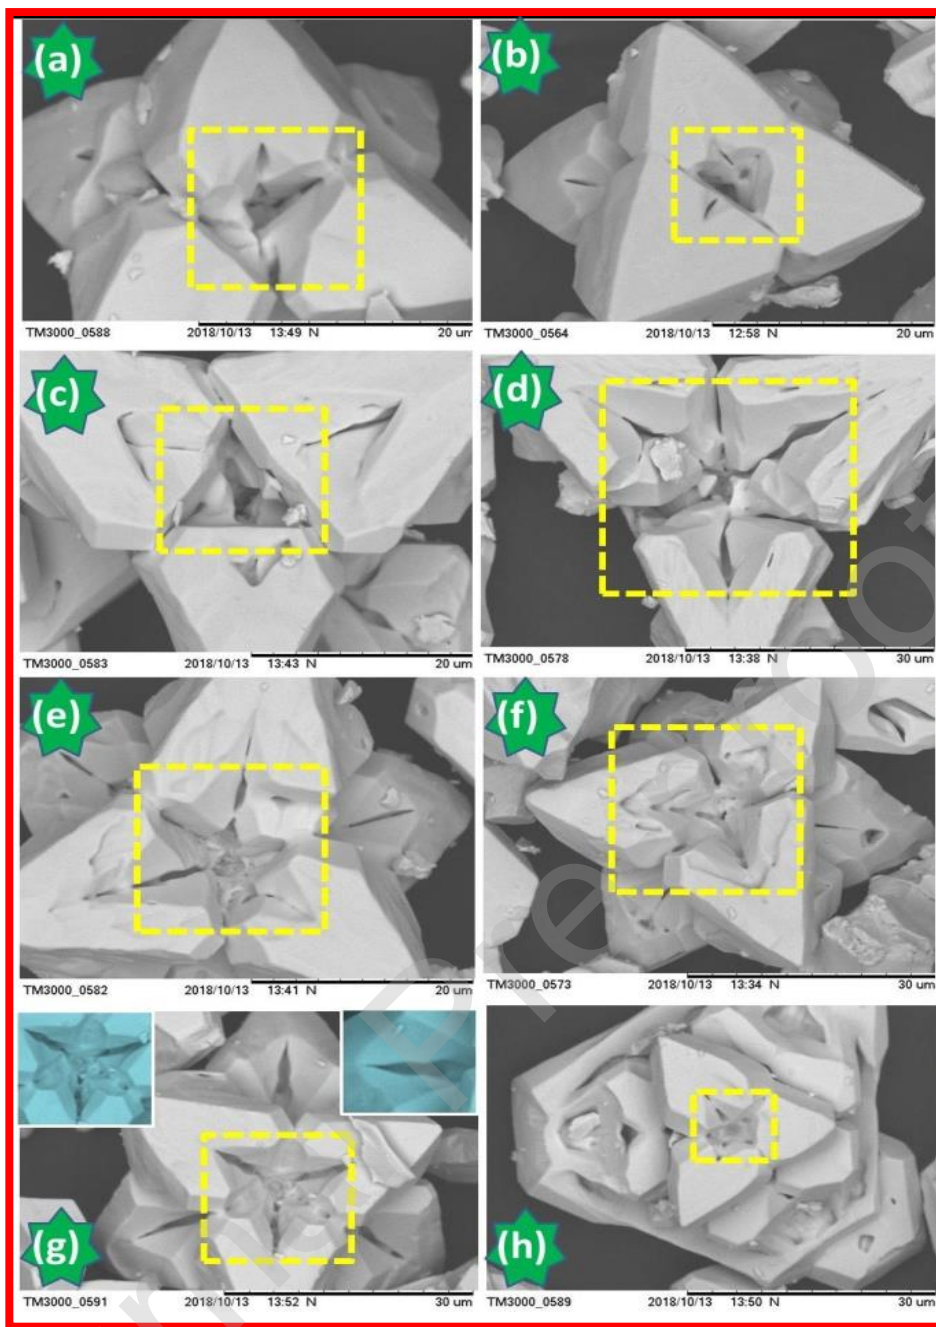 (a)
(b)
TM3000_0588 2018/10/13 13:49 N 20 um
TM3000_0564 2018/10/13 12:58 N 20 um
(c)
(d)
TM3000_0583 2018/10/13 13:43 N 20 um
TM3000_0578 2018/10/13 13:38 N 30 um
(e)
(f)
TM3000_0582 2018/10/13 13:41 N 20 um
TM3000_0573 2018/10/13 13:34 N 30 um
(g)
(h)
TM3000_0591 2018/10/13 13:52 N 30 um
TM3000_0589 2018/10/13 13:50 N 30 um